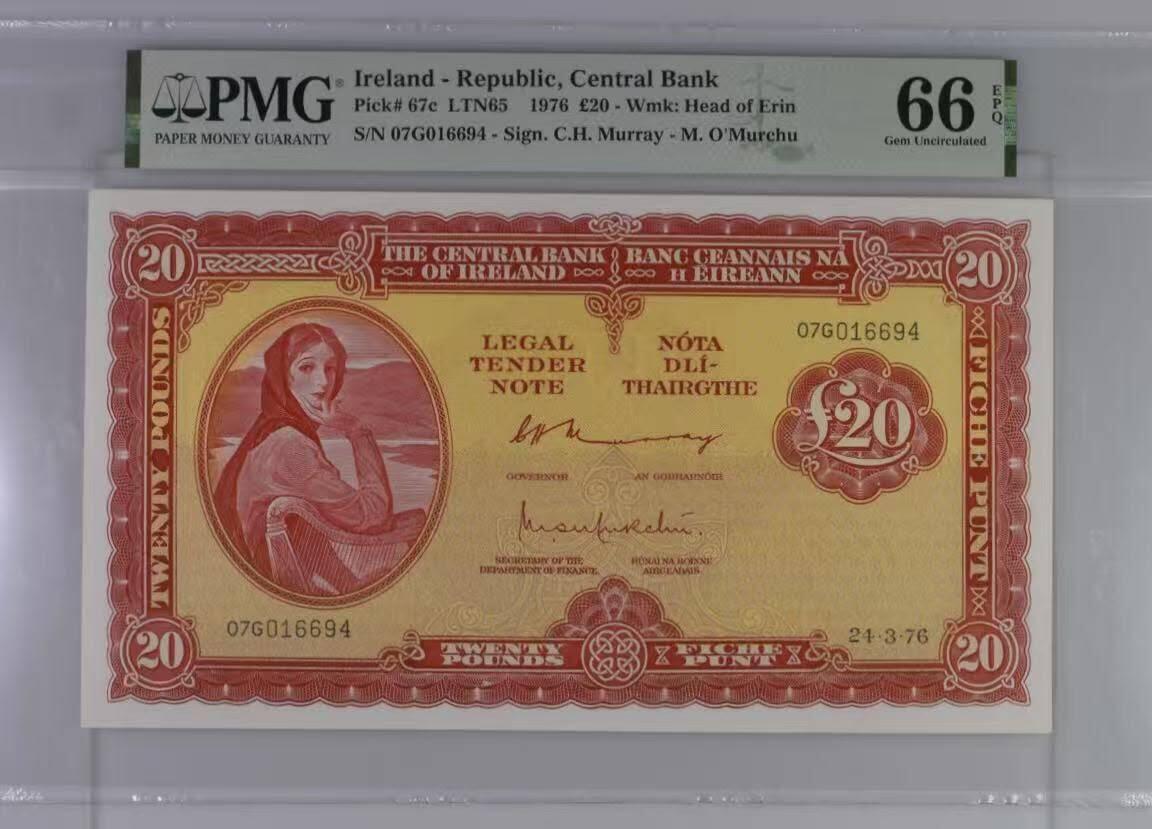 PMG®
PAPER MONEY GUARANTY
Ireland - Republic, Central Bank
Pick# 67c LTN65 1976 £20 - Wmk: Head of Erin
S/N 07G016694 - Sign. C.H. Murray - M. O'Murchu
66 EPQ
Gem Uncirculated
20
THE CENTRAL BANK OF IRELAND
BANC CEANNAIS NA H ÉIREANN
20
TWENTY POUNDS
LEGAL TENDER NOTE
NÓTA DLÍ-THAIRGTHE
07G016694
£20
FICHE PUNT
CH Murray
GOVERNOR
AN GOBHARNÓIR
SECRETARY OF THE DEPARTMENT OF FINANCE
RÚNAÍ NA ROINNE AIRGEADAIS
07G016694
24·3·76
20
TWENTY POUNDS
FICHE PUNT
20